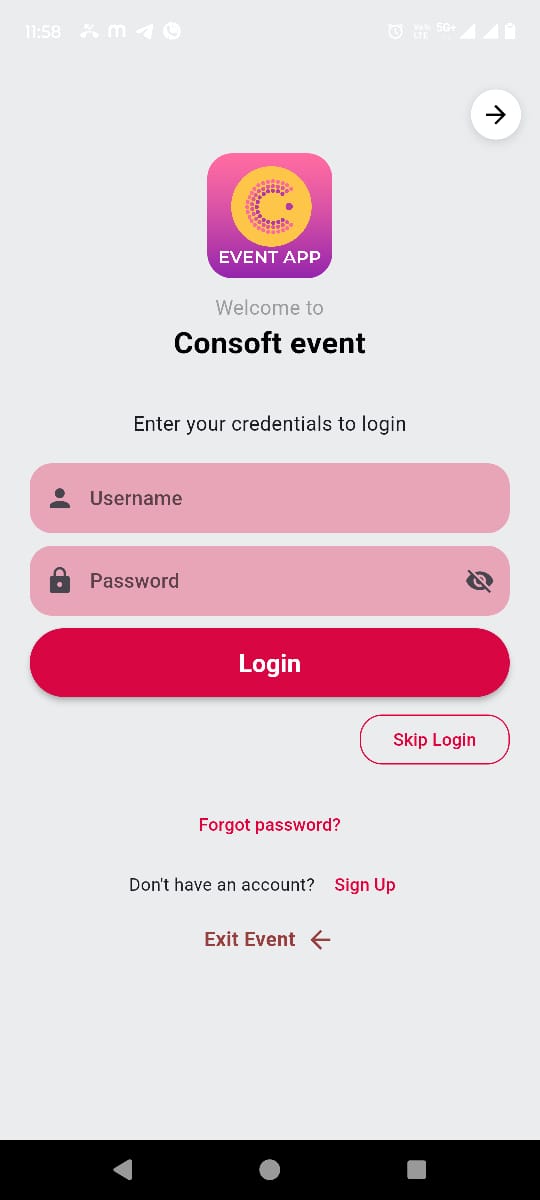 11:58
VoLTE 5G+
EVENT APP
Welcome to
Consoft event
Enter your credentials to login
Username
Password
Login
Skip Login
Forgot password?
Don't have an account? Sign Up
Exit Event